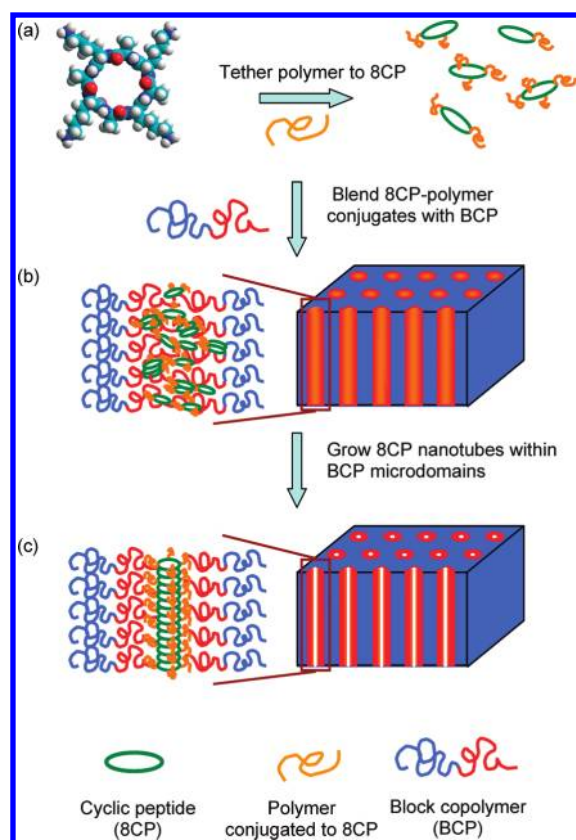 (a)
Tether polymer to 8CP
Blend 8CP-polymer
conjugates with BCP
(b)
Grow 8CP nanotubes within
BCP microdomains
(c)
Cyclic peptide
(8CP)
Polymer
conjugated to 8CP
Block copolymer
(BCP)